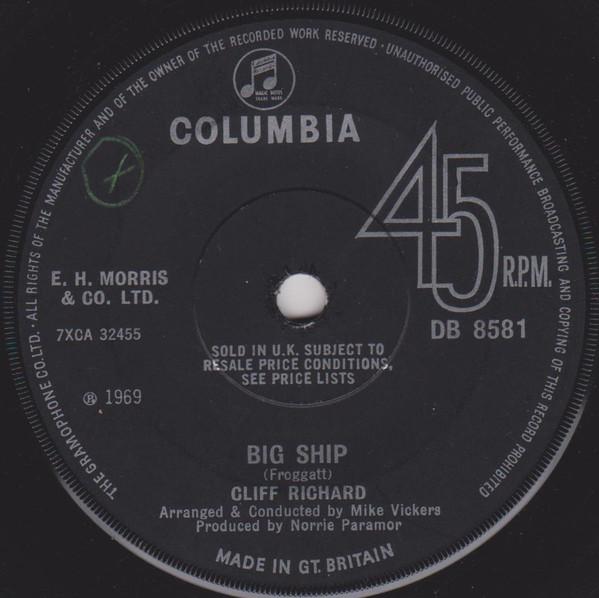 THE GRAMOPHONE CO. LTD. · ALL RIGHTS OF THE MANUFACTURER AND OF THE OWNER OF THE RECORDED WORK RESERVED · UNAUTHORISED PUBLIC PERFORMANCE BROADCASTING AND COPYING OF THIS RECORD PROHIBITED
MAGIC NOTES
TRADE MARK
COLUMBIA
45 R.P.M.
E. H. MORRIS
& CO. LTD.
DB 8581
7XCA 32455
SOLD IN U.K. SUBJECT TO
RESALE PRICE CONDITIONS,
SEE PRICE LISTS
℗ 1969
BIG SHIP
(Froggatt)
CLIFF RICHARD
Arranged & Conducted by Mike Vickers
Produced by Norrie Paramor
MADE IN GT. BRITAIN